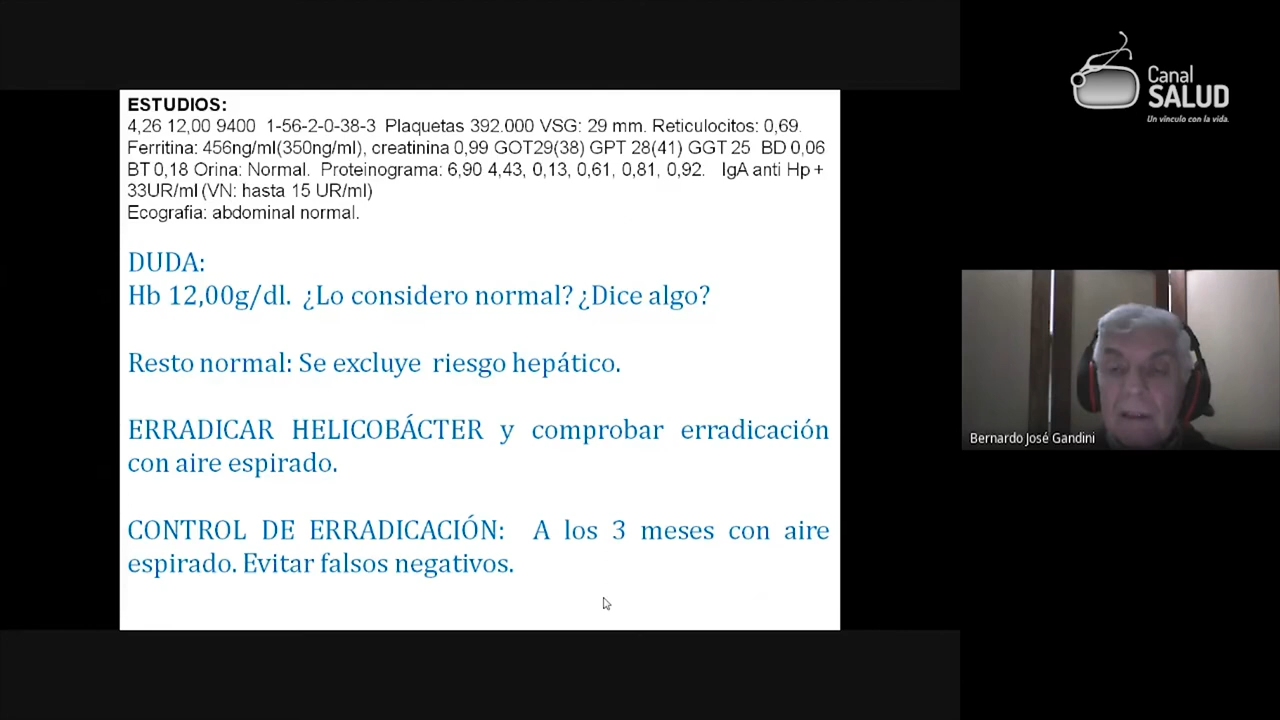 ESTUDIOS:
4,26 12,00 9400 1-56-2-0-38-3 Plaquetas 392.000 VSG: 29 mm. Reticulocitos: 0,69.
Ferritina: 456ng/ml(350ng/ml), creatinina 0,99 GOT29(38) GPT 28(41) GGT 25 BD 0,06
BT 0,18 Orina: Normal. Proteinograma: 6,90 4,43, 0,13, 0,61, 0,81, 0,92. IgA anti Hp +
33UR/ml (VN: hasta 15 UR/ml)
Ecografia: abdominal normal.
DUDA:
Hb 12,00g/dl. ¿Lo considero normal? ¿Dice algo?
Resto normal: Se excluye riesgo hepático.
ERRADICAR HELICOBÁCTER y comprobar erradicación
con aire espirado.
CONTROL DE ERRADICACIÓN: A los 3 meses con aire
espirado. Evitar falsos negativos.
Canal
SALUD
Un vínculo con la vida.
Bernardo José Gandini